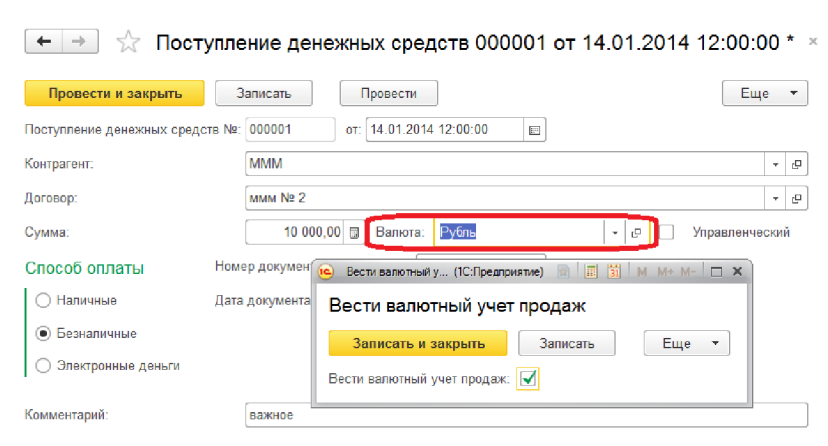 Поступление денежных средств 000001 от 14.01.2014 12:00:00 *
Провести и закрыть Записать Провести Еще
Поступление денежных средств №: 000001 от: 14.01.2014 12:00:00
Контрагент: МММ
Договор: ммм № 2
Сумма: 10 000,00 Валюта: Рубль Управленческий
Способ оплаты Номер докумен
Вести валютный у... (1С:Предприятие) M M+ M-
Наличные Дата документа
Вести валютный учет продаж
Безналичные
Записать и закрыть Записать Еще
Электронные деньги
Вести валютный учет продаж:
Комментарий: важное